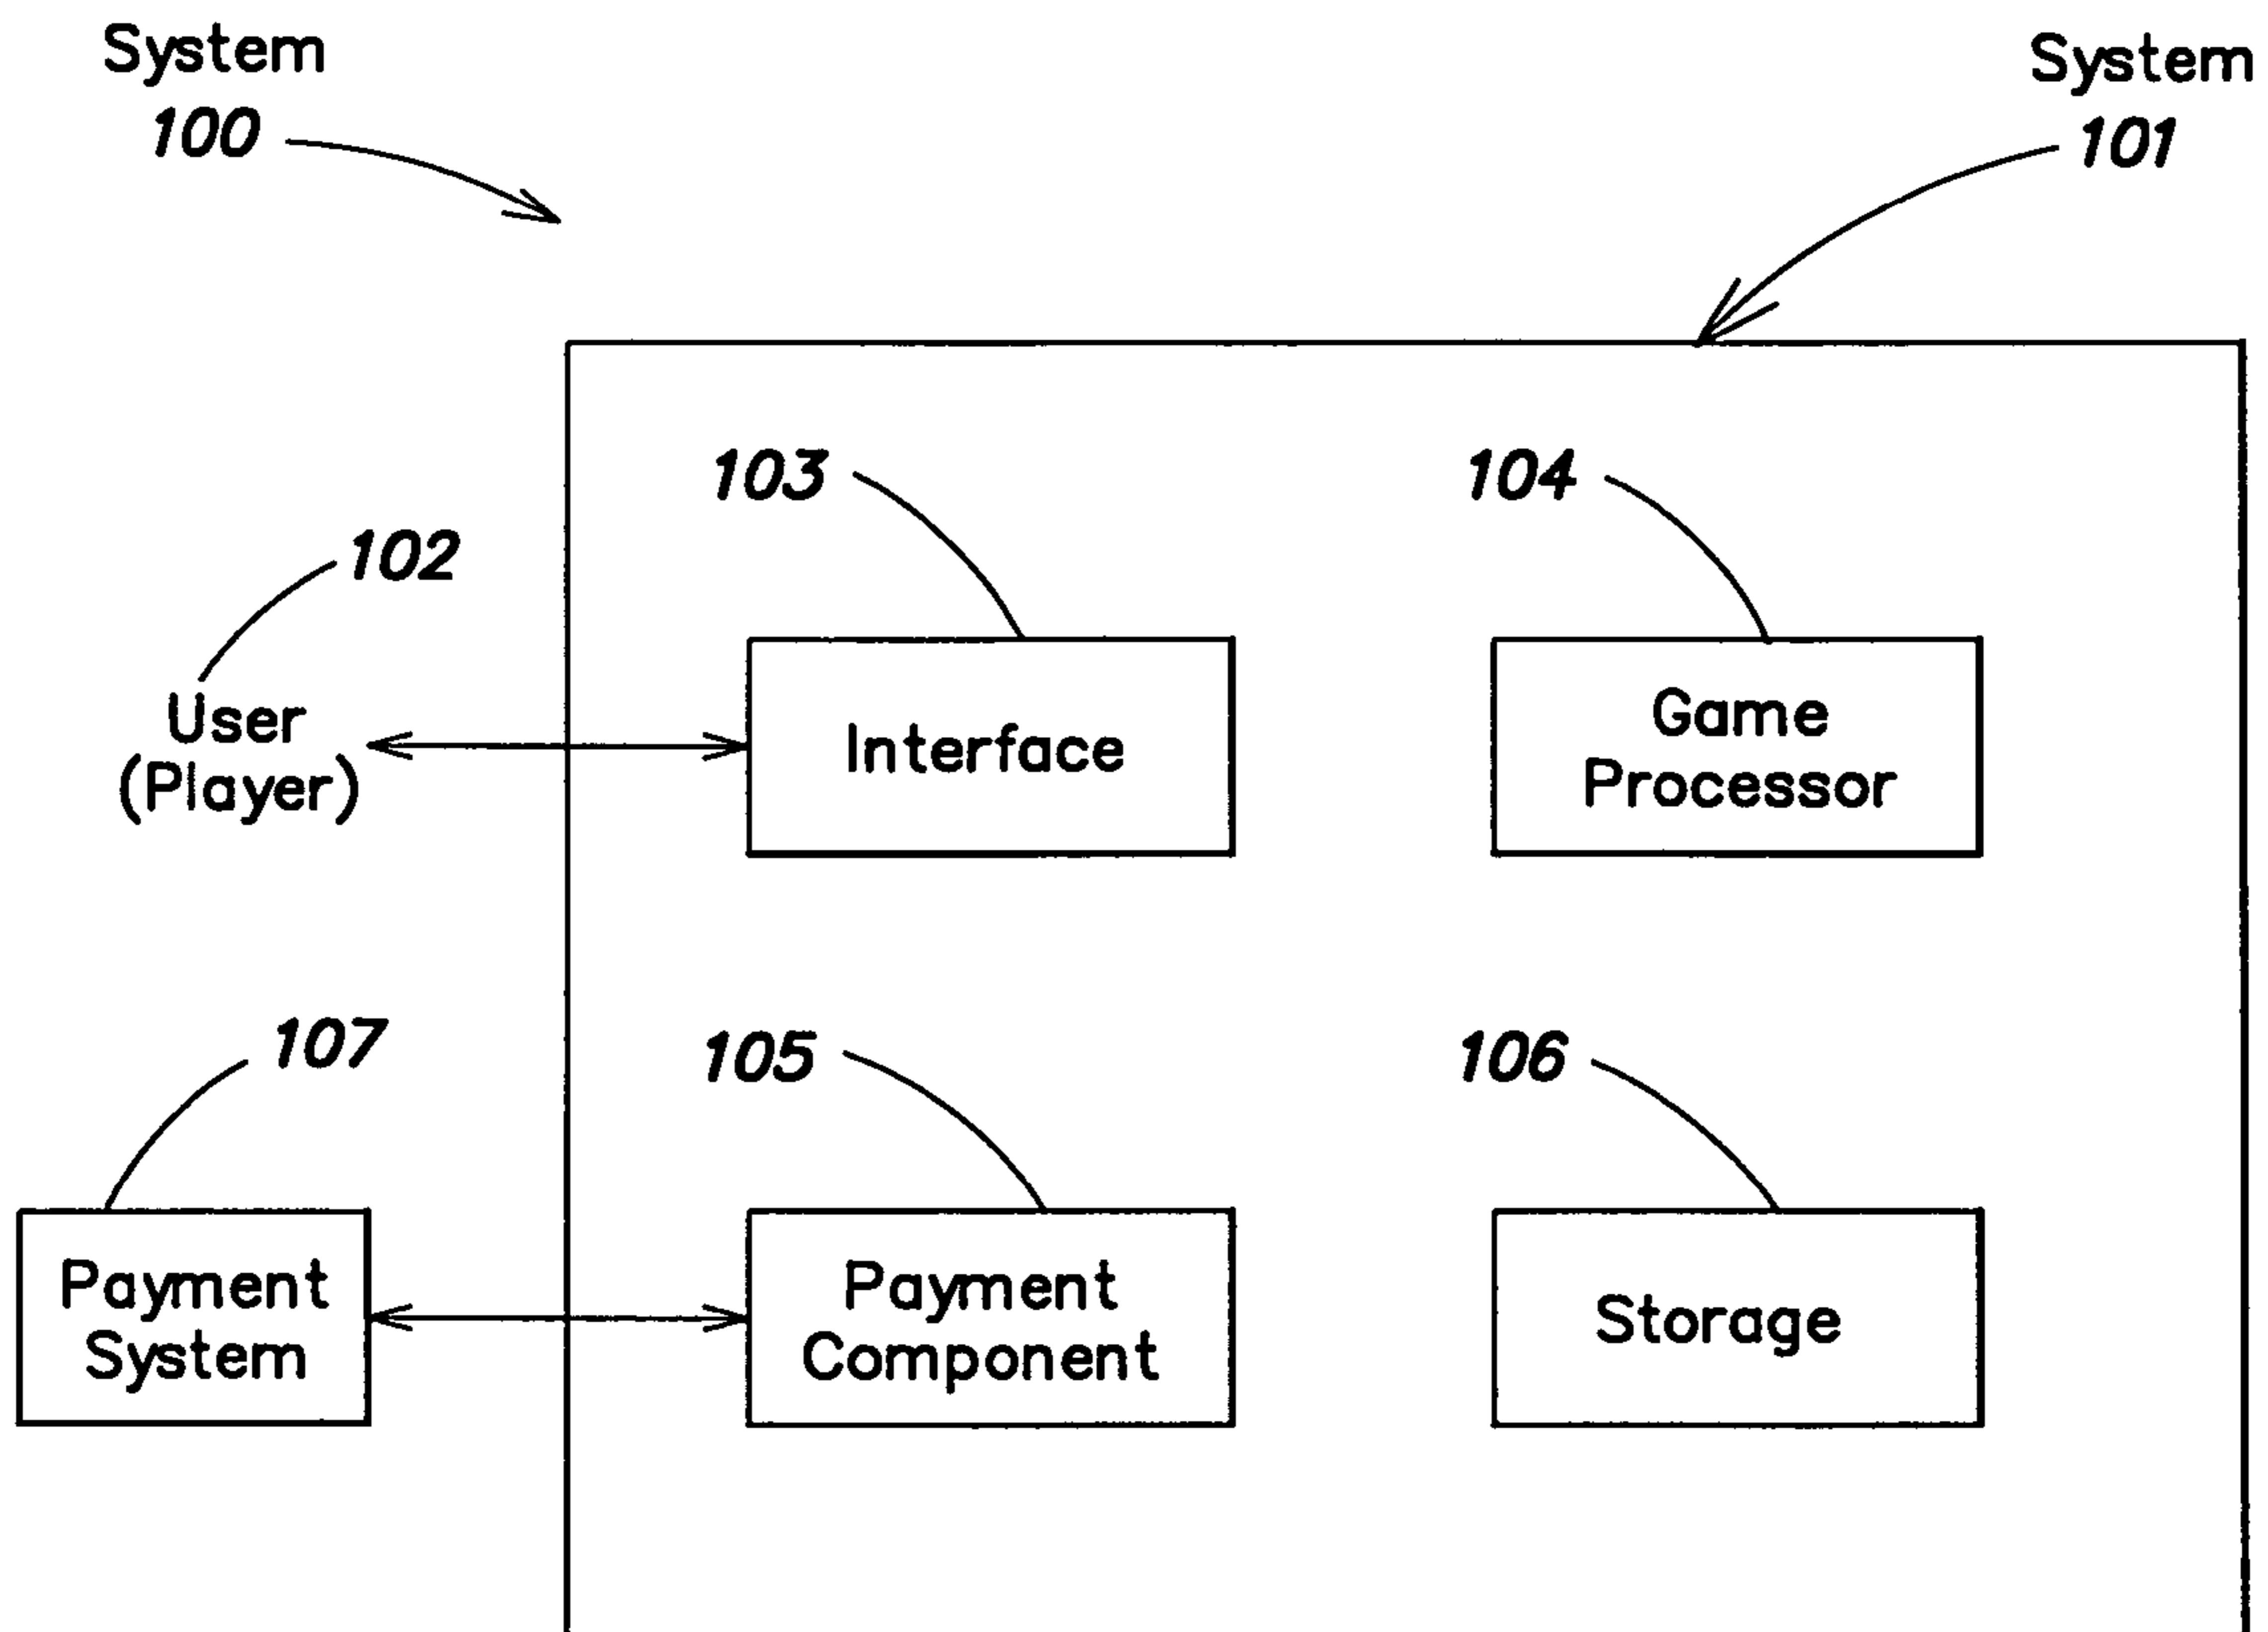 System
100
System
101
103
104
102
User
(Player)
Interface
Game
Processor
107
105
106
Payment
System
Payment
Component
Storage